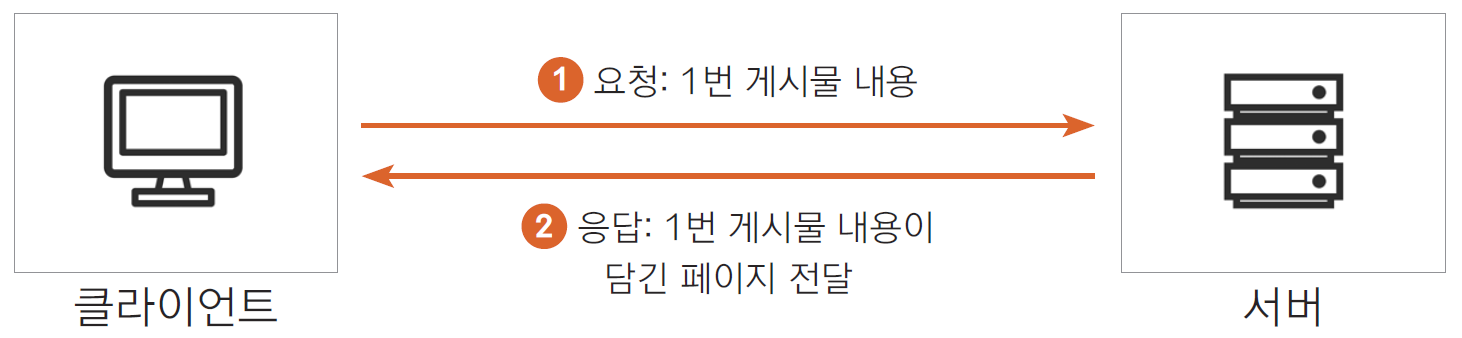 1 요청: 1번 게시물 내용
2 응답: 1번 게시물 내용이
담긴 페이지 전달
클라이언트
서버